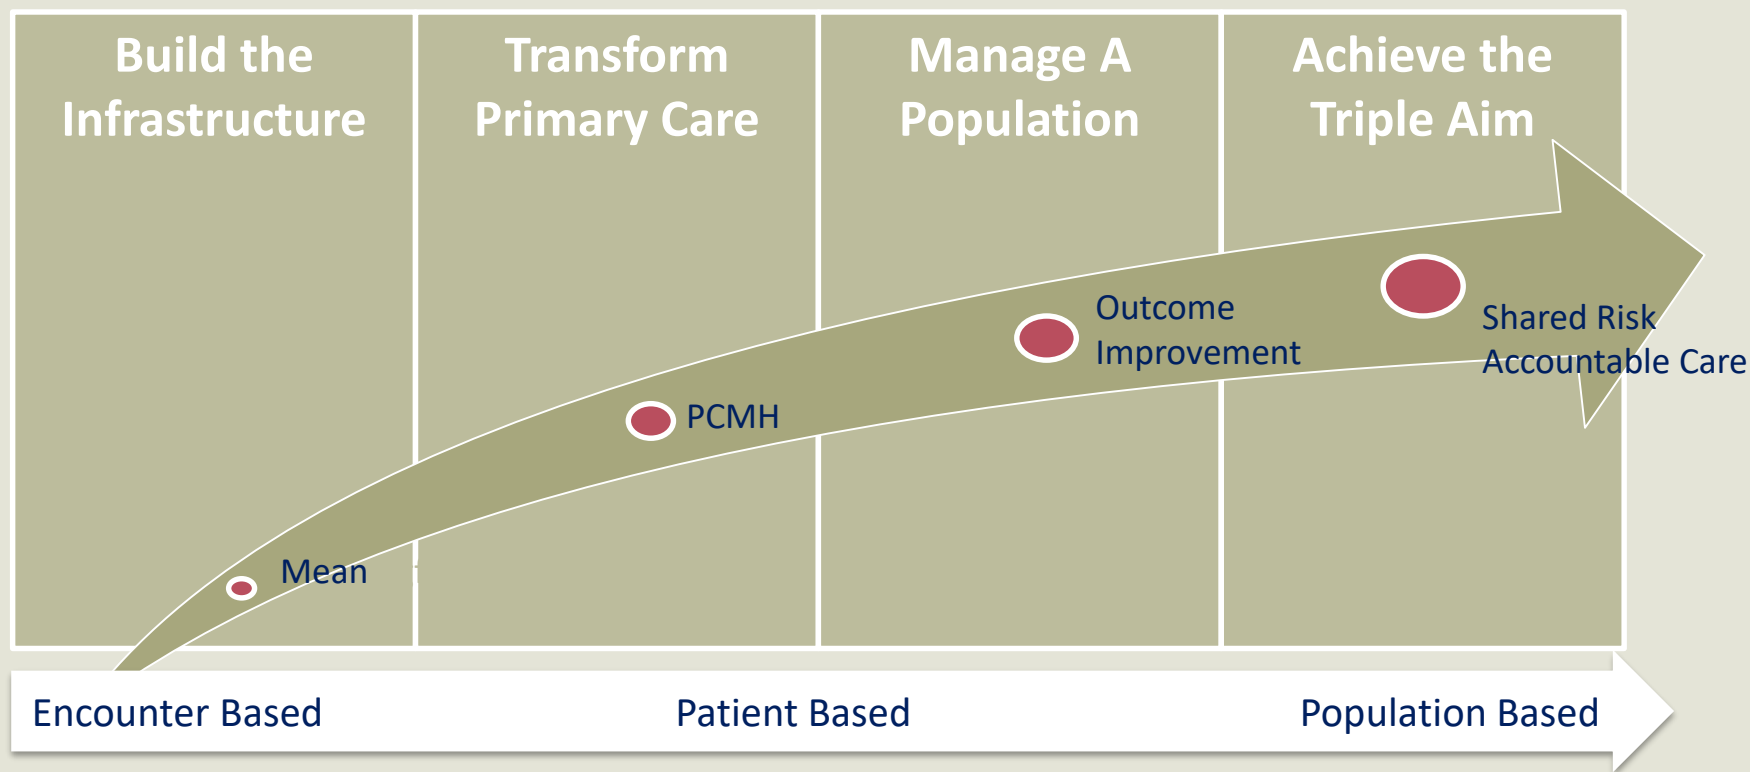 Build the
Infrastructure
Transform
Primary Care
Manage A
Population
Achieve the
Triple Aim
Mean
PCMH
Outcome
Improvement
Shared Risk
Accountable Care
Encounter Based
Patient Based
Population Based